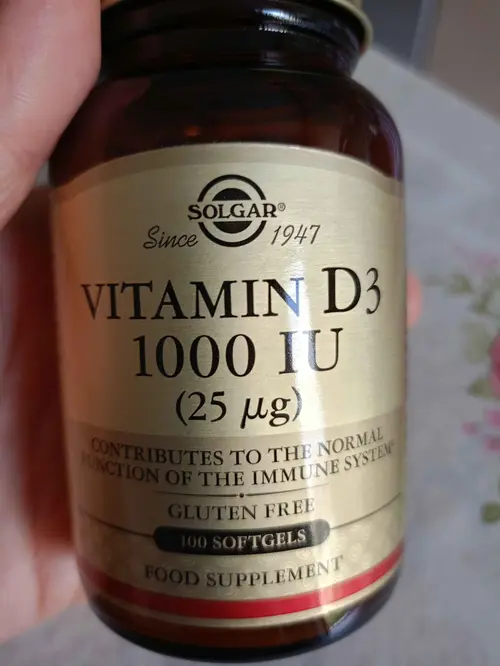 SOLGAR®
Since 1947
VITAMIN D3
1000 IU
(25 µg)
CONTRIBUTES TO THE NORMAL
FUNCTION OF THE IMMUNE SYSTEM*
GLUTEN FREE
100 SOFTGELS
FOOD SUPPLEMENT